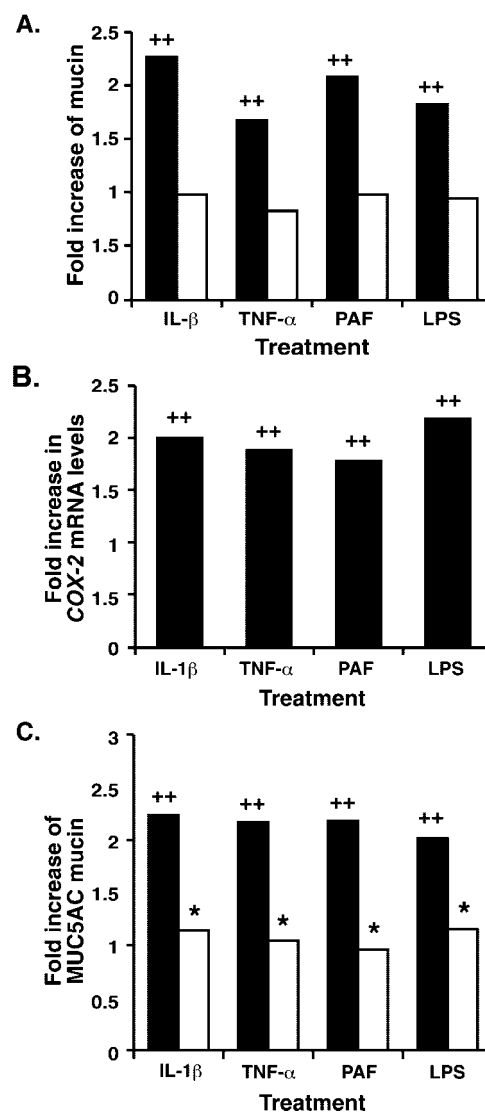 A.
Fold increase of mucin
2.5
2
1.5
1
1.5
0
++
++
++
++
IL-β TNF-α PAF LPS
Treatment
B.
Fold increase in
COX-2 mRNA levels
2.5
2
1.5
1
1.5
0
++
++
++
++
IL-1β TNF-α PAF LPS
Treatment
C.
Fold increase of
MUC5AC mucin
3
2.5
2
1.5
1
0.5
0
++
++
++
++
*
*
*
*
IL-1β TNF-α PAF LPS
Treatment